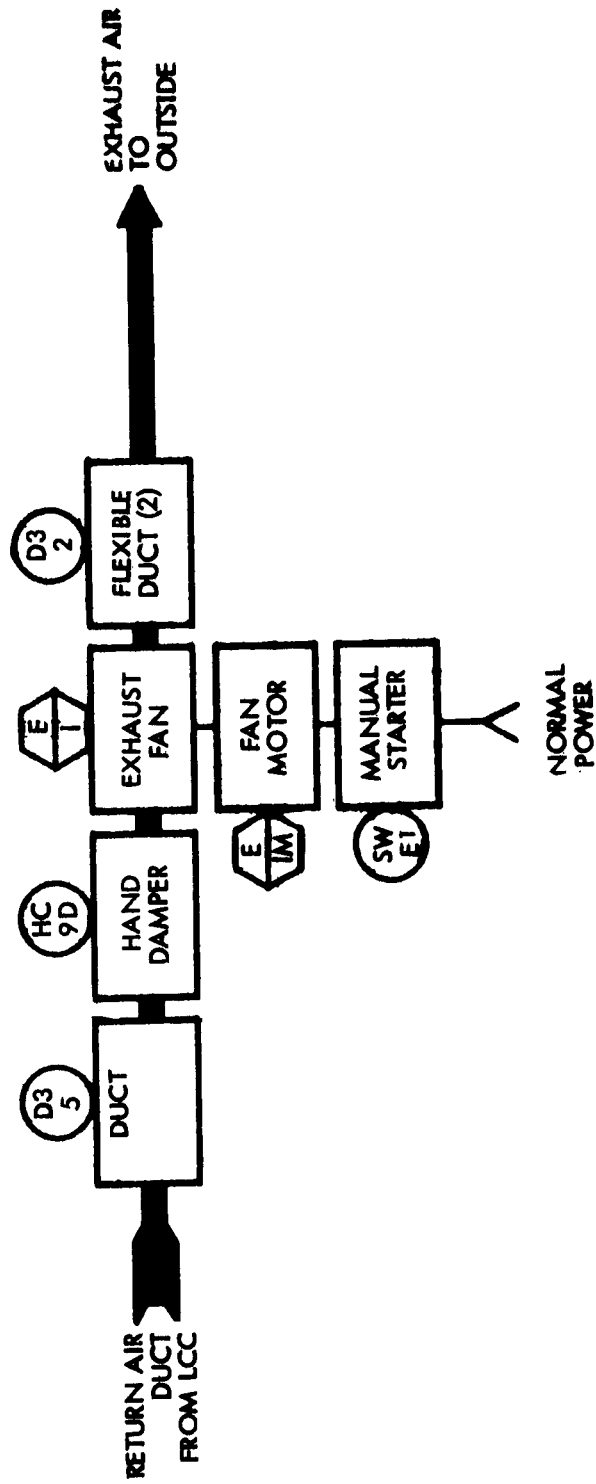 RETURN AIR
DUCT
FROM LCC
D3
5
DUCT
HC
9D
HAND
DAMPER
E
I
EXHAUST
FAN
D3
2
FLEXIBLE
DUCT (2)
EXHAUST AIR
TO
OUTSIDE
E
IM
FAN
MOTOR
SW
E1
MANUAL
STARTER
NORMAL
POWER